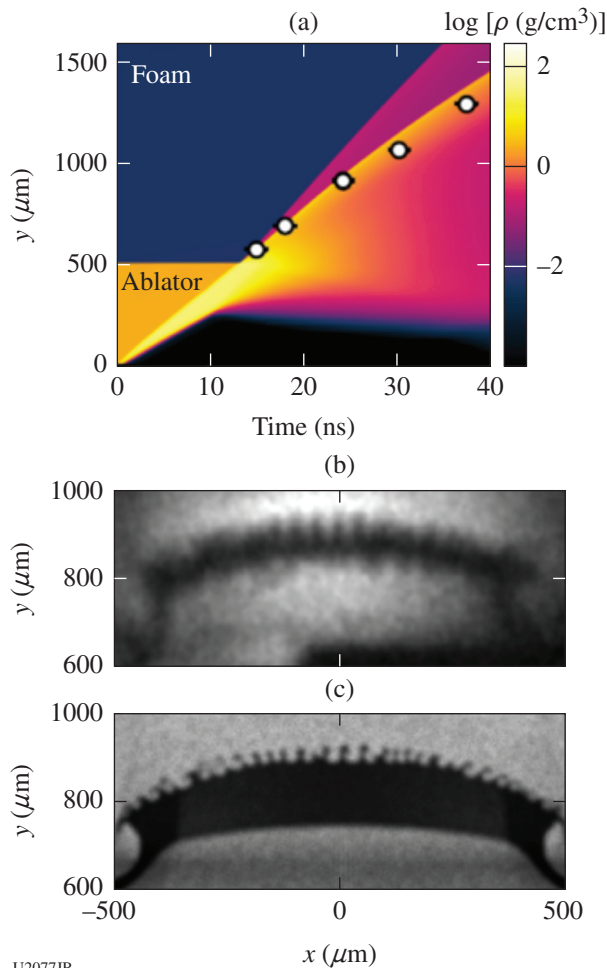 (a)
log [ρ (g/cm³)]
Foam
Ablator
1500
1000
500
0
y (μm)
0
10
20
30
40
Time (ns)
2
0
−2
(b)
1000
800
600
y (μm)
(c)
1000
800
600
y (μm)
−500
0
500
x (μm)
U2077JR